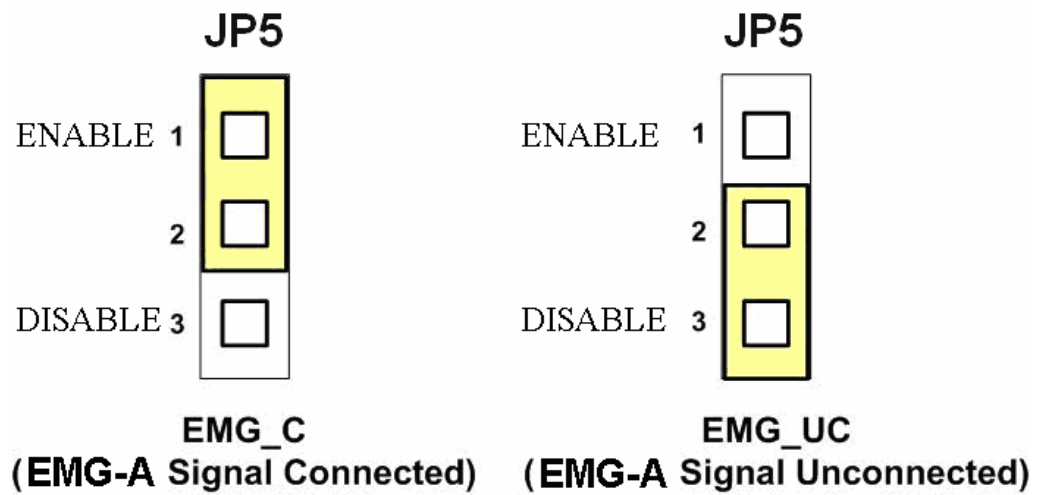 JP5 JP5
ENABLE 1 ENABLE 1
2 2
DISABLE 3 DISABLE 3
EMG_C EMG_UC
(EMG-A Signal Connected) (EMG-A Signal Unconnected)